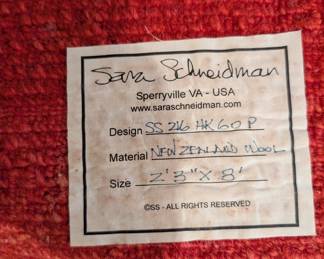 Sara Schneidman
Sperryville VA - USA
www.saraschneidman.com
Design SS 216 HK 60 P
Material NEW ZEALAND WOOL
Size 2'3" X 8'
©SS - ALL RIGHTS RESERVED